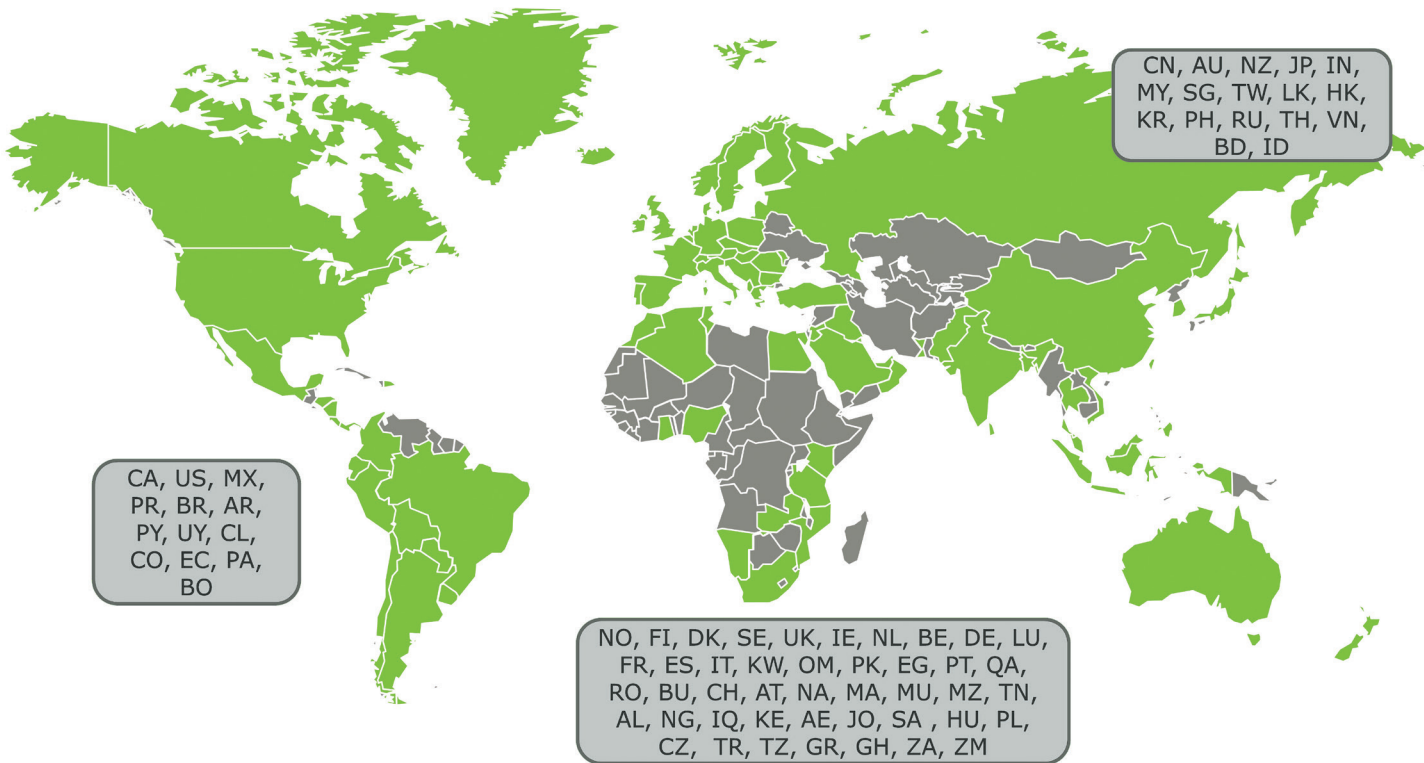 CN, AU, NZ, JP, IN,
MY, SG, TW, LK, HK,
KR, PH, RU, TH, VN,
BD, ID
CA, US, MX,
PR, BR, AR,
PY, UY, CL,
CO, EC, PA,
BO
NO, FI, DK, SE, UK, IE, NL, BE, DE, LU,
FR, ES, IT, KW, OM, PK, EG, PT, QA,
RO, BU, CH, AT, NA, MA, MU, MZ, TN,
AL, NG, IQ, KE, AE, JO, SA , HU, PL,
CZ, TR, TZ, GR, GH, ZA, ZM